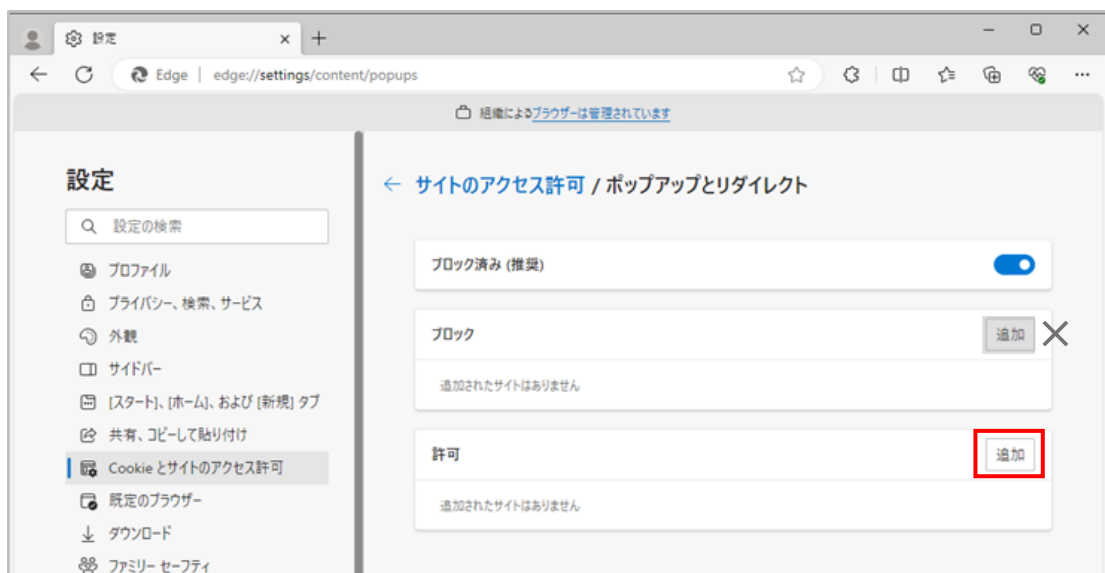 設定
Edge | edge://settings/content/popups
組織によるブラウザーは管理されています
設定
設定の検索
プロファイル
プライバシー、検索、サービス
外観
サイドバー
[スタート]、[ホーム]、および [新規] タブ
共有、コピーして貼り付け
Cookie とサイトのアクセス許可
既定のブラウザー
ダウンロード
ファミリー セーフティ
サイトのアクセス許可 / ポップアップとリダイレクト
ブロック済み (推奨)
ブロック 追加
追加されたサイトはありません
許可 追加
追加されたサイトはありません